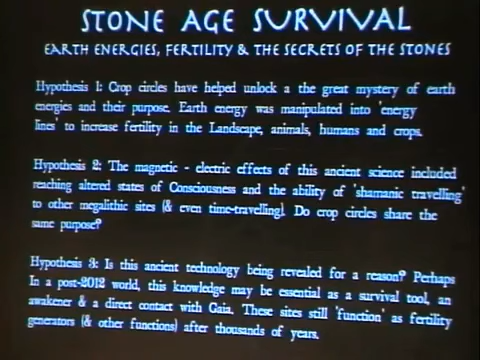 STONE AGE SURVIVAL
EARTH ENERGIES, FERTILITY & THE SECRETS OF THE STONES
Hypothesis 1: Crop circles have helped unlock a the great mystery of earth
energies and their purpose. Earth energy was manipulated into 'energy
lines' to increase fertility in the Landscape, animals, humans and crops.
Hypothesis 2: The magnetic - electric effects of this ancient science included
reaching altered states of Consciousness and the ability of 'shamanic travelling'
to other megalithic sites (& even time-travelling). Do crop circles share the
same purpose?
Hypothesis 3: Is this ancient technology being revealed for a reason? Perhaps
In a post-2012 world, this knowledge may be essential as a survival tool, an
awakener & a direct contact with Gaia. These sites still 'function' as fertility
generators (& other functions) after thousands of years.